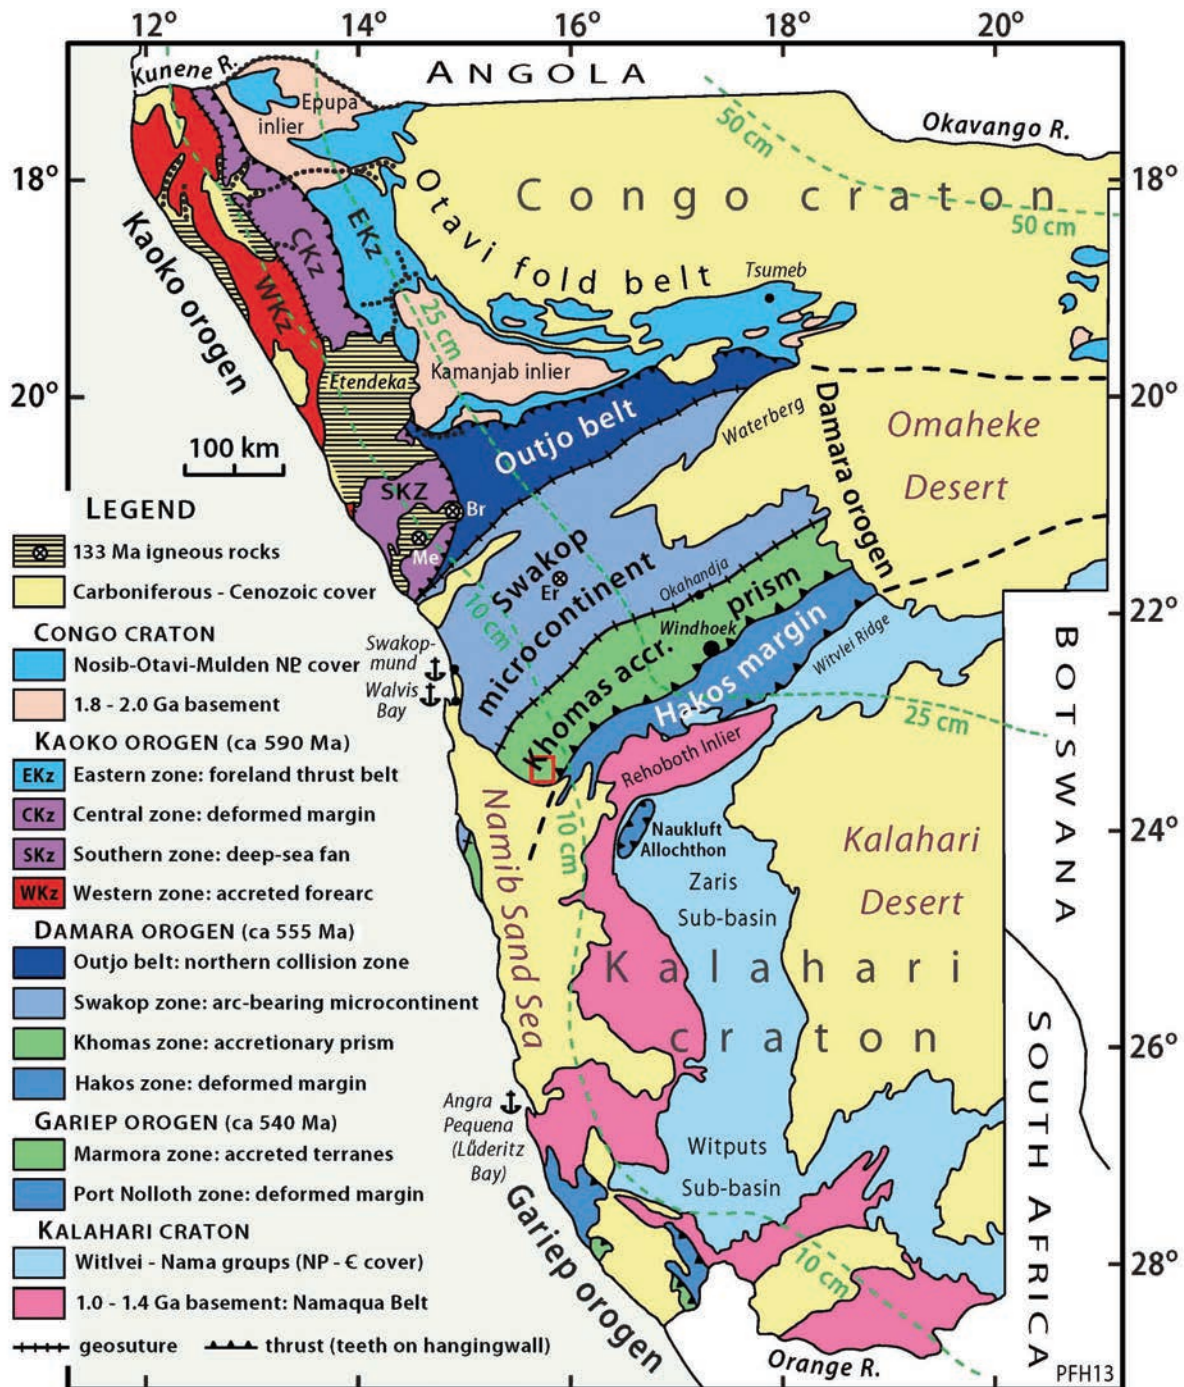 12° 14° 16° 18° 20°
Kunene R.
ANGOLA
Epupa
inlier
50 cm
Okavango R.
18°
18°
Congo craton
50 cm
Otavi fold belt
EKz
CKz
WKz
Kaoko orogen
Tsumeb
25 cm
Kamanjab inlier
Etendeka
20°
20°
Outjo belt
Waterberg
Damara orogen
Omaheke
Desert
100 km
SKZ
Br
Me
Swakop
microcontinent
Er
10 cm
Okahandja
Khomas accr. prism
Windhoek
Hakos margin
Witvlei Ridge
22°
Swakop-
mund
Walvis
Bay
25 cm
Rehoboth Inlier
BOTSWANA
Namib Sand Sea
10 cm
Naukluft
Allochthon
24°
Zaris
Sub-basin
Kalahari
Desert
Kalahari
craton
26°
Angra
Pequena
(Lůderitz
Bay)
Witputs
Sub-basin
SOUTH AFRICA
Gariep orogen
10 cm
28°
Orange R.
PFH13
LEGEND
133 Ma igneous rocks
Carboniferous - Cenozoic cover
CONGO CRATON
Nosib-Otavi-Mulden NP cover
1.8 - 2.0 Ga basement
KAOKO OROGEN (ca 590 Ma)
EKz Eastern zone: foreland thrust belt
CKz Central zone: deformed margin
SKz Southern zone: deep-sea fan
WKz Western zone: accreted forearc
DAMARA OROGEN (ca 555 Ma)
Outjo belt: northern collision zone
Swakop zone: arc-bearing microcontinent
Khomas zone: accretionary prism
Hakos zone: deformed margin
GARIEP OROGEN (ca 540 Ma)
Marmora zone: accreted terranes
Port Nolloth zone: deformed margin
KALAHARI CRATON
Witlvei - Nama groups (NP - Є cover)
1.0 - 1.4 Ga basement: Namaqua Belt
geosuture thrust (teeth on hangingwall)